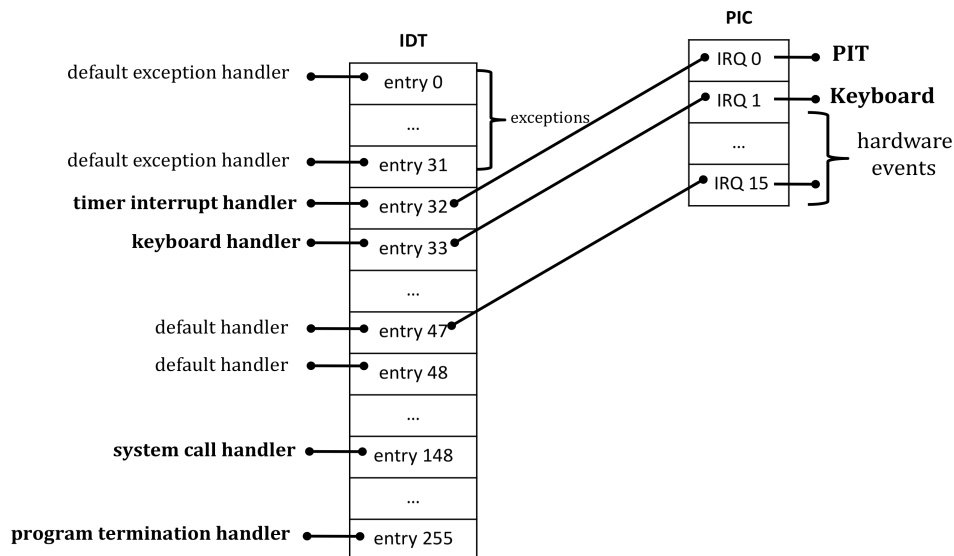 PIC
IDT
default exception handler
entry 0
IRQ 0
PIT
...
exceptions
IRQ 1
Keyboard
default exception handler
entry 31
...
hardware
events
timer interrupt handler
entry 32
IRQ 15
keyboard handler
entry 33
...
default handler
entry 47
default handler
entry 48
...
system call handler
entry 148
...
program termination handler
entry 255